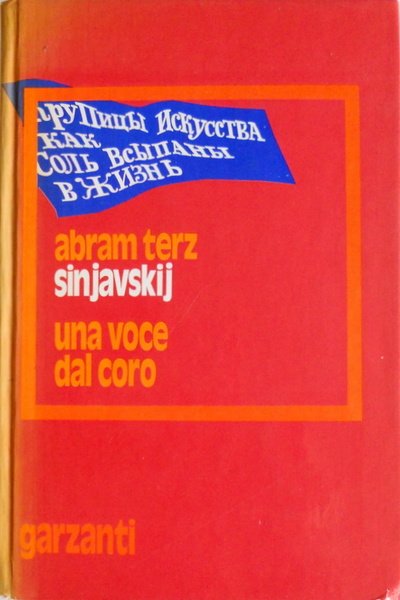 крупицы искусства
как
соль всыпаны
в жизнь
abram terz
sinjavskij
una voce
dal coro
garzanti